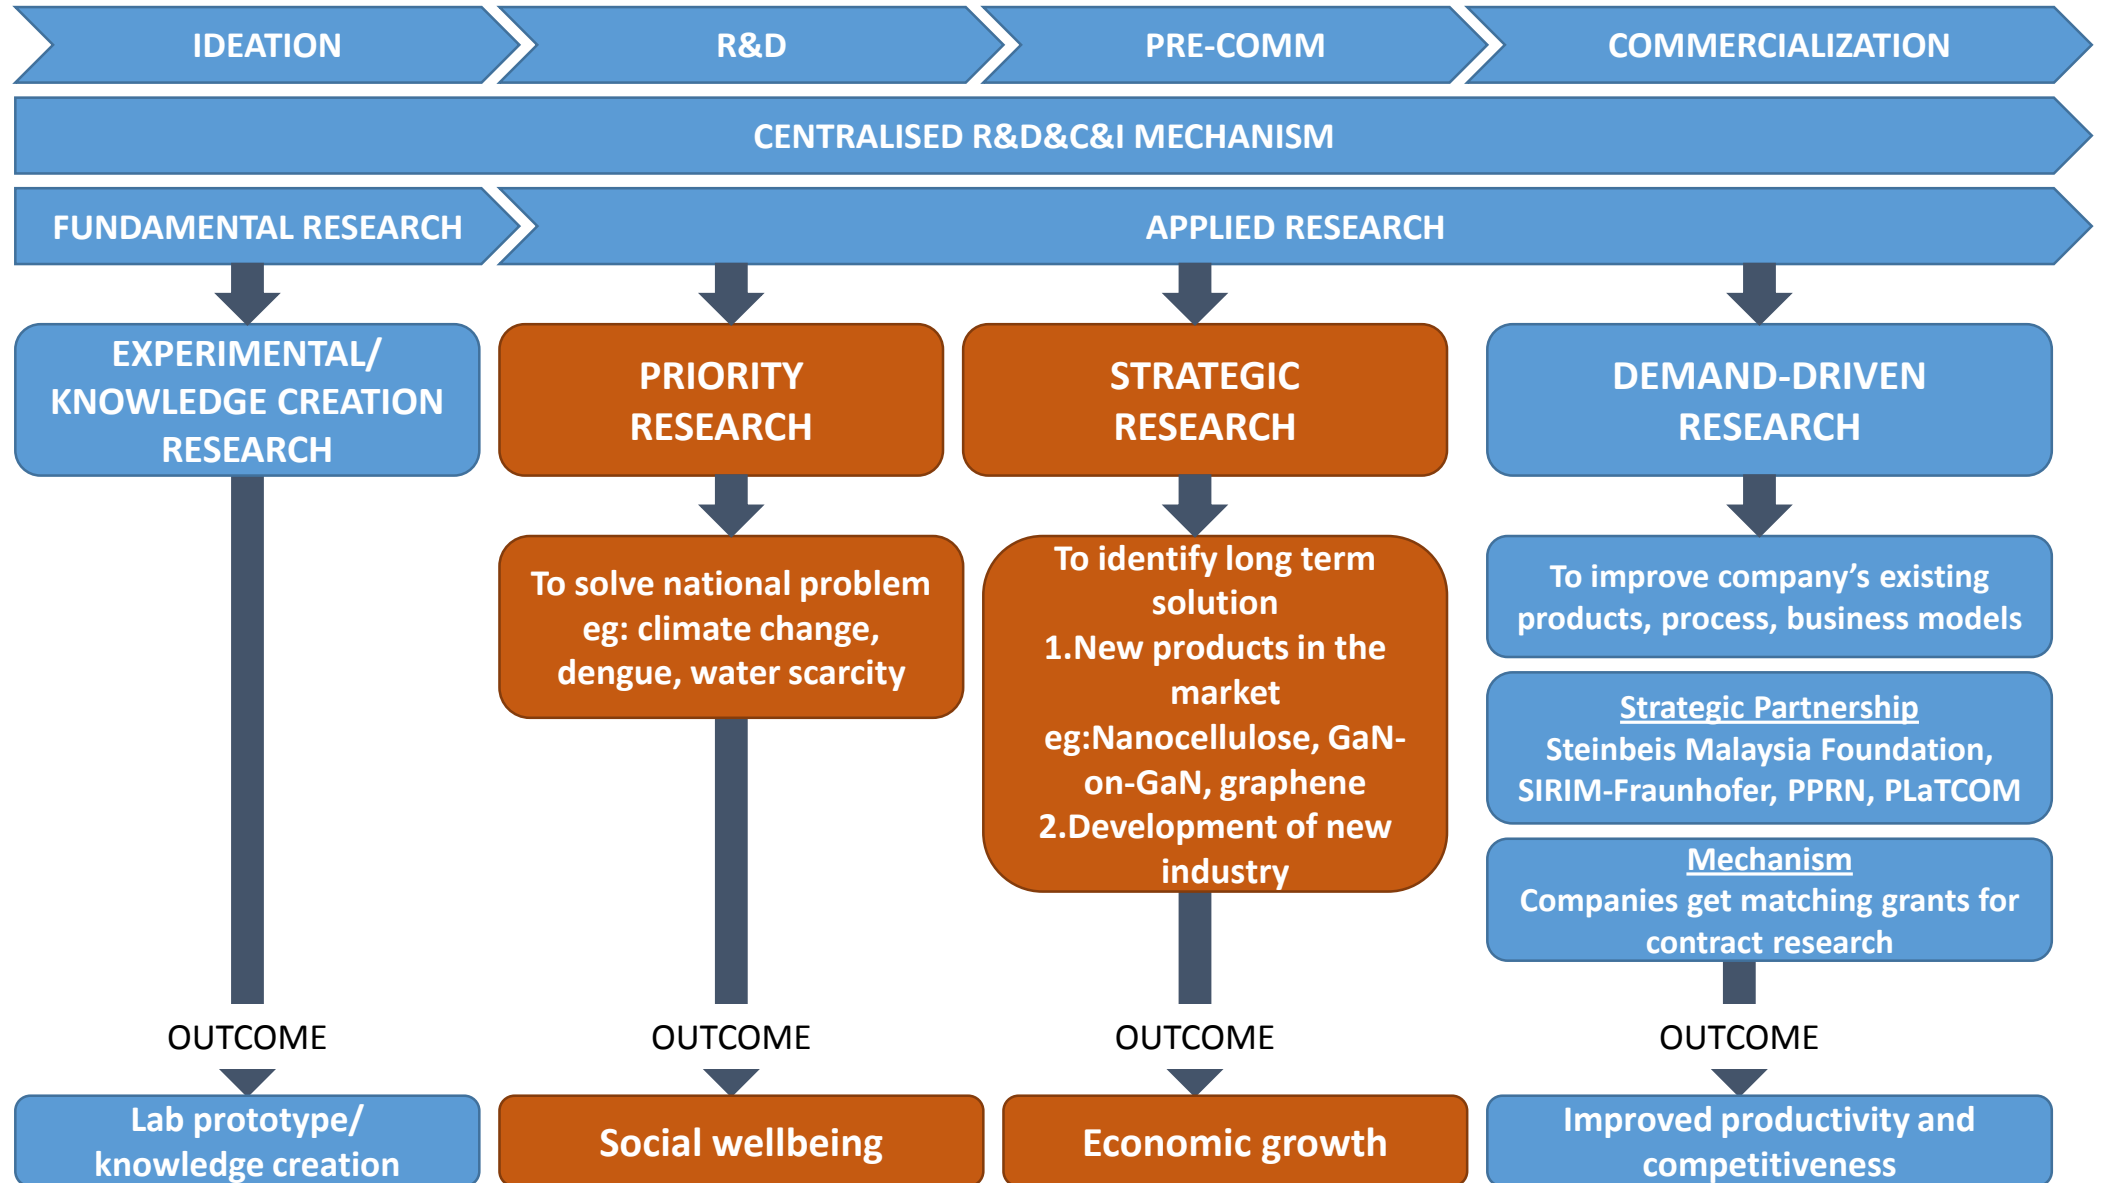 IDEATION
R&D
PRE-COMM
COMMERCIALIZATION
CENTRALISED R&D&C&I MECHANISM
FUNDAMENTAL RESEARCH
APPLIED RESEARCH
EXPERIMENTAL/
KNOWLEDGE CREATION
RESEARCH
PRIORITY
RESEARCH
STRATEGIC
RESEARCH
DEMAND-DRIVEN
RESEARCH
To solve national problem
eg: climate change,
dengue, water scarcity
To identify long term
solution
1.New products in the
market
eg:Nanocellulose, GaN-
on-GaN, graphene
2.Development of new
industry
To improve company’s existing
products, process, business models
Strategic Partnership
Steinbeis Malaysia Foundation,
SIRIM-Fraunhofer, PPRN, PLaTCOM
Mechanism
Companies get matching grants for
contract research
OUTCOME
OUTCOME
OUTCOME
OUTCOME
Lab prototype/
knowledge creation
Social wellbeing
Economic growth
Improved productivity and
competitiveness